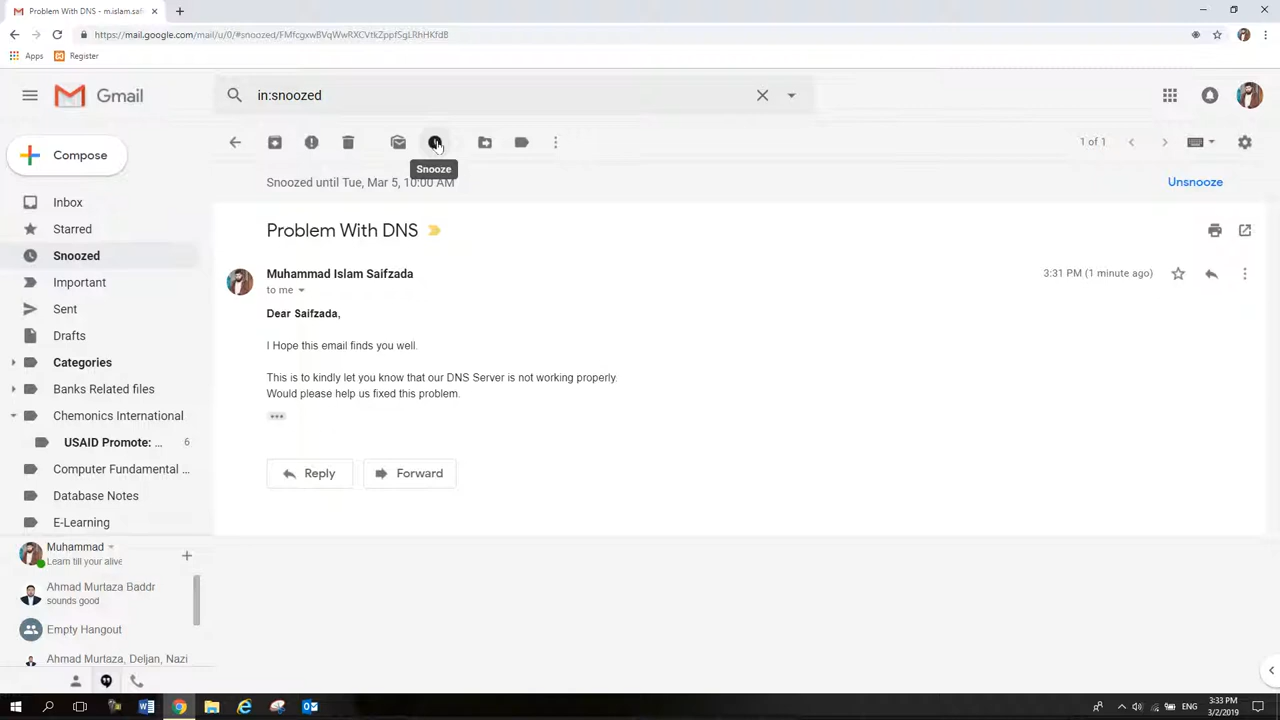 Problem With DNS - m.islam.saif
https://mail.google.com/mail/u/0/#snoozed/FMfcgxwBVqWwRXCVtkZppfSgLRhHKfdB
Apps
Register
Gmail
in:snoozed
Compose
1 of 1
Snooze
Snoozed until Tue, Mar 5, 10:00 AM
Unsnooze
Inbox
Starred
Snoozed
Important
Sent
Drafts
Categories
Banks Related files
Chemonics International
USAID Promote: ... 6
Computer Fundamental ...
Database Notes
E-Learning
Problem With DNS
Muhammad Islam Saifzada
3:31 PM (1 minute ago)
to me
Dear Saifzada,
I Hope this email finds you well.
This is to kindly let you know that our DNS Server is not working properly.
Would please help us fixed this problem.
Reply
Forward
Muhammad
Learn till your alive
Ahmad Murtaza Baddr
sounds good
Empty Hangout
Ahmad Murtaza, Deljan, Nazi
ENG
3:33 PM
3/2/2019